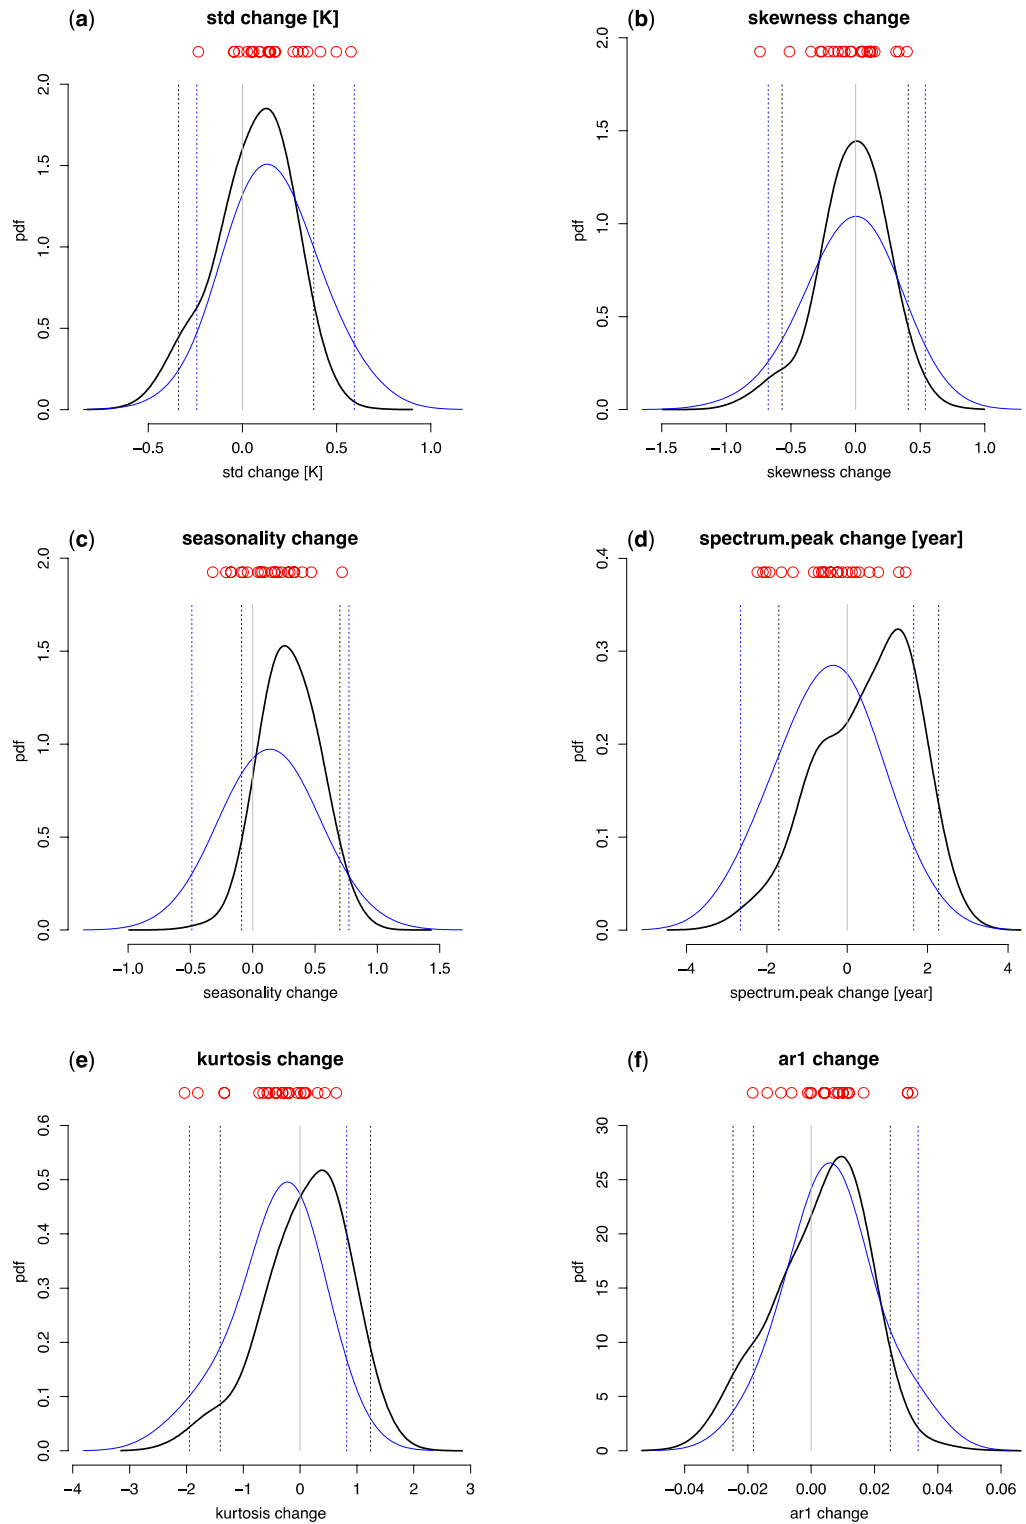 (a) std change [K]
2.0
1.5
1.0
0.5
0.0
pdf
−0.5 0.0 0.5 1.0
std change [K]
(b) skewness change
2.0
1.5
1.0
0.5
0.0
pdf
−1.5 −1.0 −0.5 0.0 0.5 1.0
skewness change
(c) seasonality change
2.0
1.5
1.0
0.5
0.0
pdf
−1.0 −0.5 0.0 0.5 1.0 1.5
seasonality change
(d) spectrum.peak change [year]
0.4
0.3
0.2
0.1
0.0
pdf
−4 −2 0 2 4
spectrum.peak change [year]
(e) kurtosis change
0.6
0.5
0.4
0.3
0.2
0.1
0.0
pdf
−4 −3 −2 −1 0 1 2 3
kurtosis change
(f) ar1 change
30
25
20
15
10
5
0
pdf
−0.04 −0.02 0.00 0.02 0.04 0.06
ar1 change